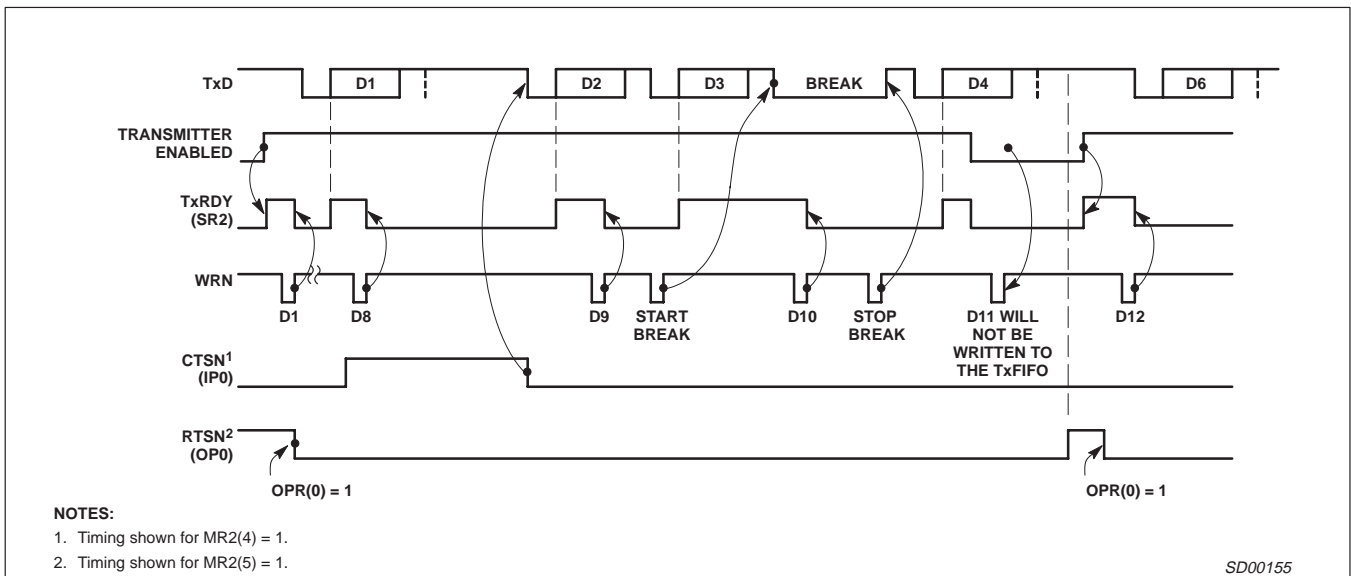 TxD
D1
D2
D3
BREAK
D4
D6
TRANSMITTER
ENABLED
TxRDY
(SR2)
WRN
D1
D8
D9
START
BREAK
D10
STOP
BREAK
D11 WILL
NOT BE
WRITTEN TO
THE TxFIFO
D12
CTSN1
(IP0)
RTSN2
(OP0)
OPR(0) = 1
OPR(0) = 1
NOTES:
1. Timing shown for MR2(4) = 1.
2. Timing shown for MR2(5) = 1.
SD00155